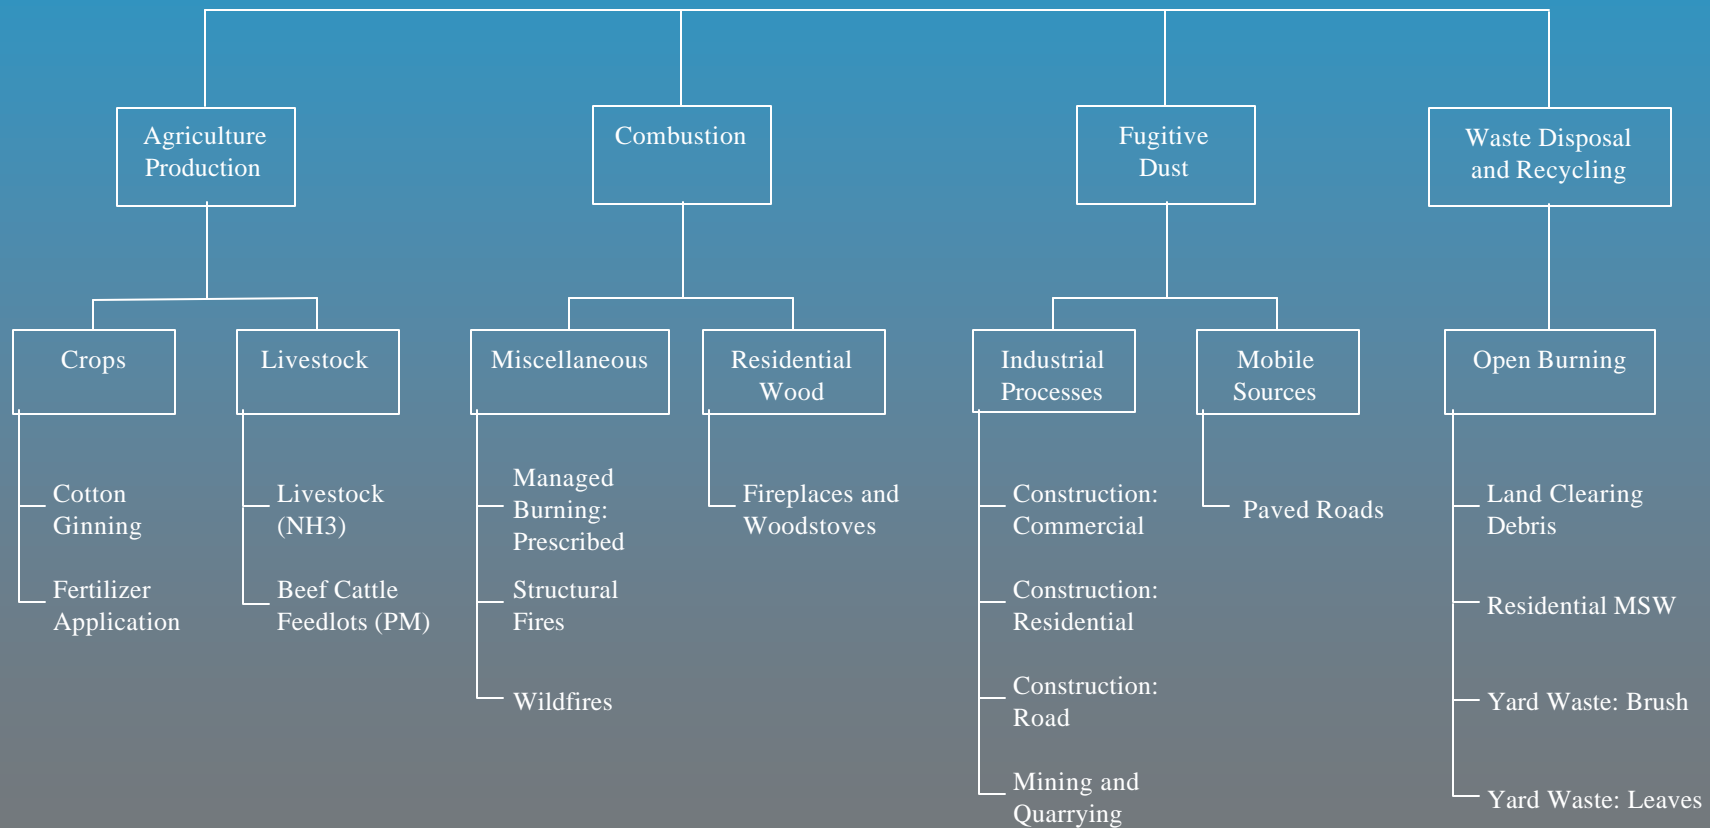 Agriculture
Production
Combustion
Fugitive
Dust
Waste Disposal
and Recycling
Crops
Livestock
Miscellaneous
Residential
Wood
Industrial
Processes
Mobile
Sources
Open Burning
Cotton
Ginning
Fertilizer
Application
Livestock
(NH3)
Beef Cattle
Feedlots (PM)
Managed
Burning:
Prescribed
Structural
Fires
Wildfires
Fireplaces and
Woodstoves
Construction:
Commercial
Construction:
Residential
Construction:
Road
Mining and
Quarrying
Paved Roads
Land Clearing
Debris
Residential MSW
Yard Waste: Brush
Yard Waste: Leaves